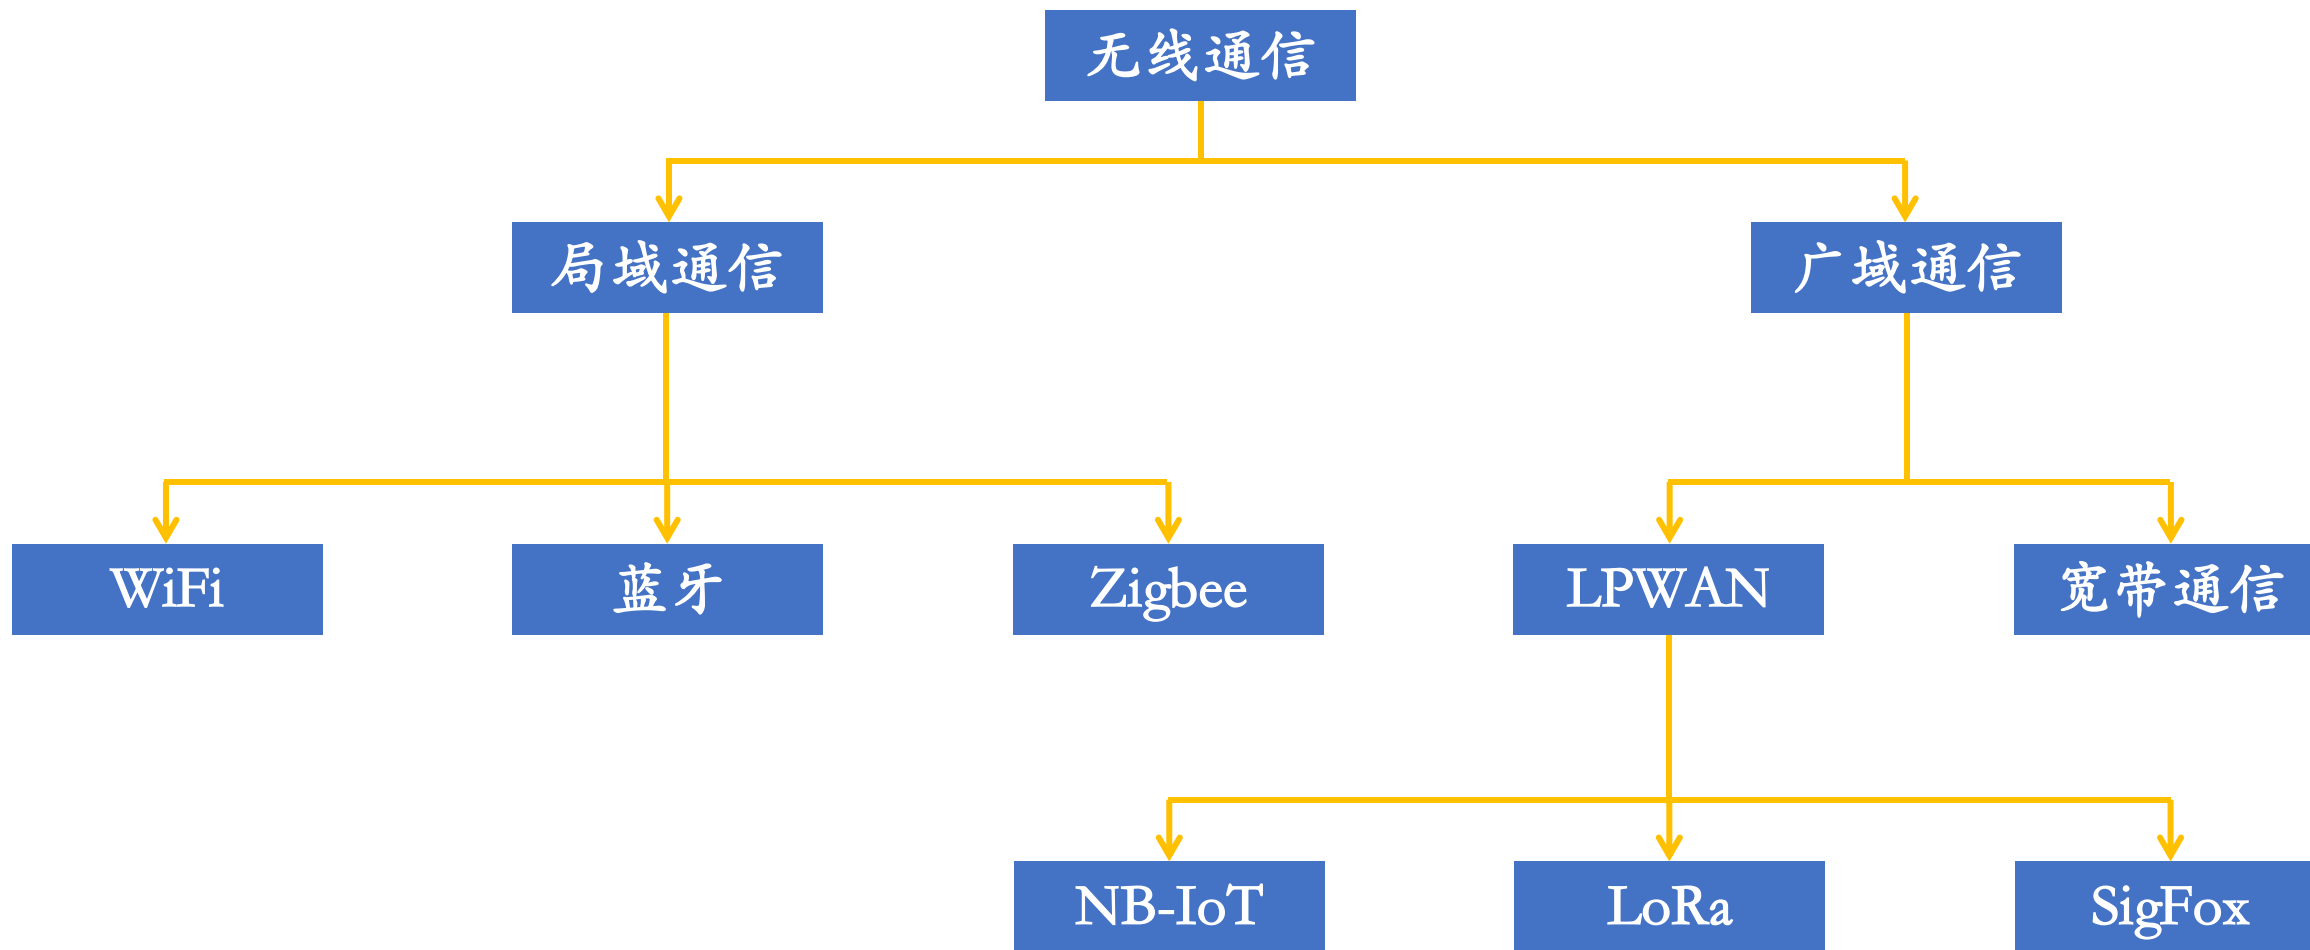 无线通信
局域通信
广域通信
WiFi
蓝牙
Zigbee
LPWAN
宽带通信
NB-IoT
LoRa
SigFox